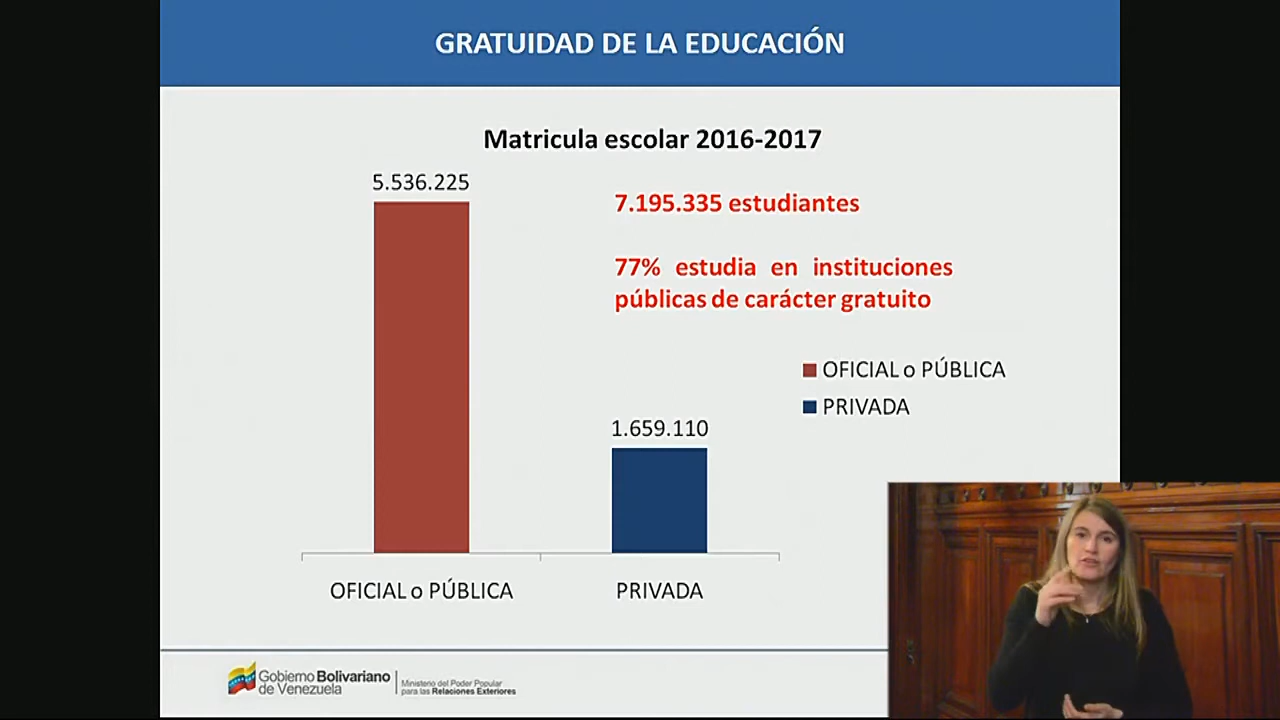 GRATUIDAD DE LA EDUCACIÓN
Matricula escolar 2016-2017
5.536.225
7.195.335 estudiantes
77% estudia en instituciones
públicas de carácter gratuito
OFICIAL o PÚBLICA
PRIVADA
1.659.110
OFICIAL o PÚBLICA
PRIVADA
Gobierno Bolivariano
de Venezuela
Ministerio del Poder Popular
para las Relaciones Exteriores